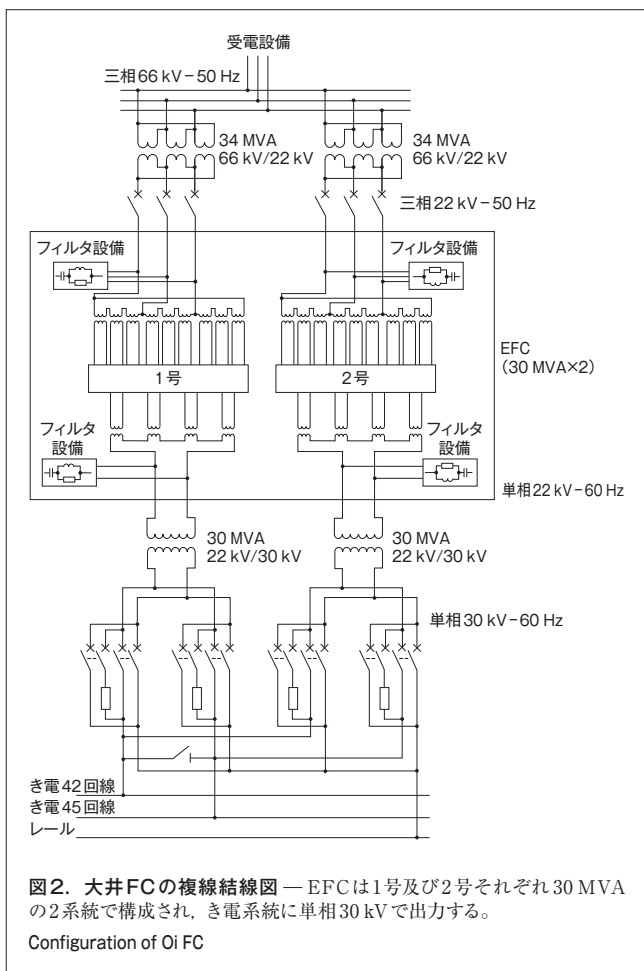 受電設備
三相66 kV－50 Hz
34 MVA
66 kV/22 kV
34 MVA
66 kV/22 kV
三相22 kV－50 Hz
フィルタ設備
フィルタ設備
EFC
(30 MVA×2)
1号
2号
フィルタ
設備
フィルタ
設備
単相22 kV－60 Hz
30 MVA
22 kV/30 kV
30 MVA
22 kV/30 kV
単相30 kV－60 Hz
き電42回線
き電45回線
レール
図2. 大井FCの複線結線図 — EFCは1号及び2号それぞれ30 MVA
の2系統で構成され，き電系統に単相30 kVで出力する。
Configuration of Oi FC